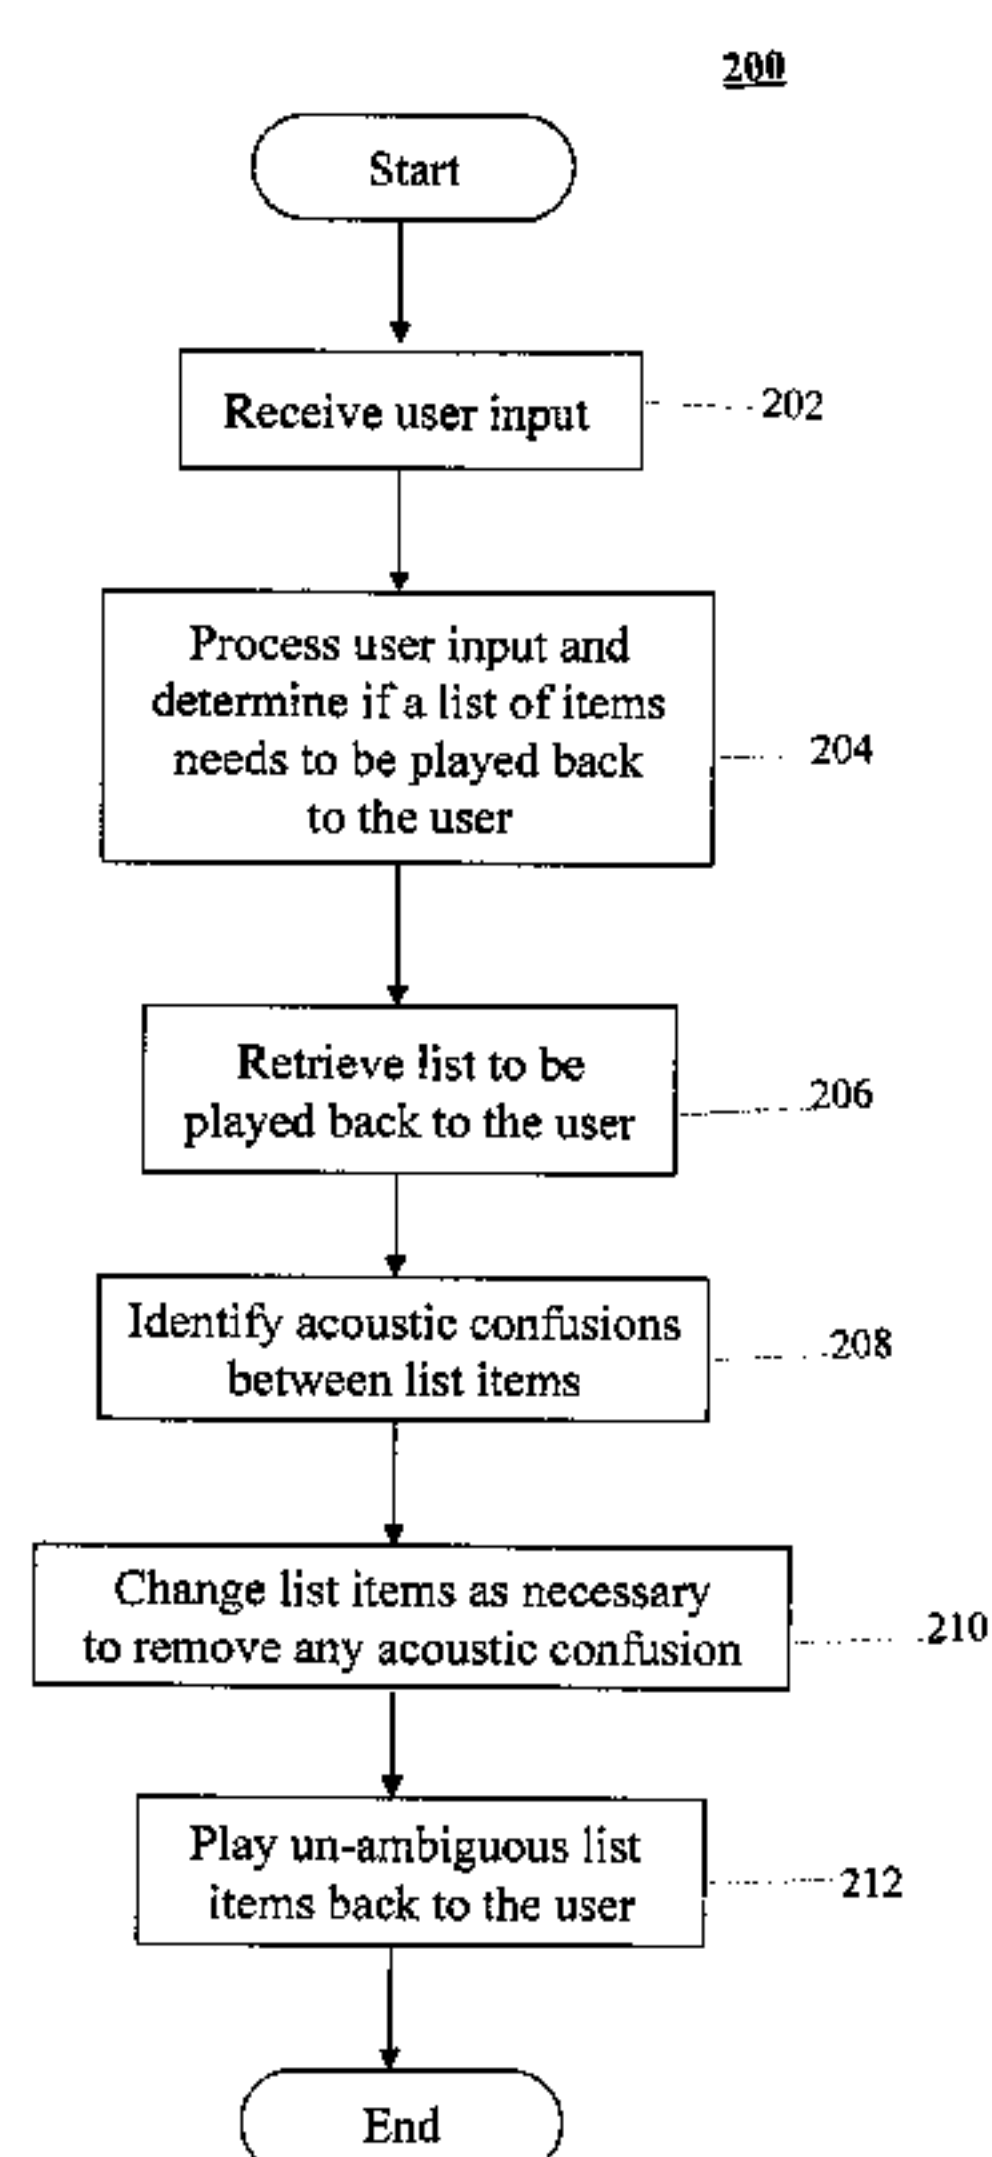 200
Start
Receive user input
202
Process user input and
determine if a list of items
needs to be played back
to the user
204
Retrieve list to be
played back to the user
206
Identify acoustic confusions
between list items
208
Change list items as necessary
to remove any acoustic confusion
210
Play un-ambiguous list
items back to the user
212
End